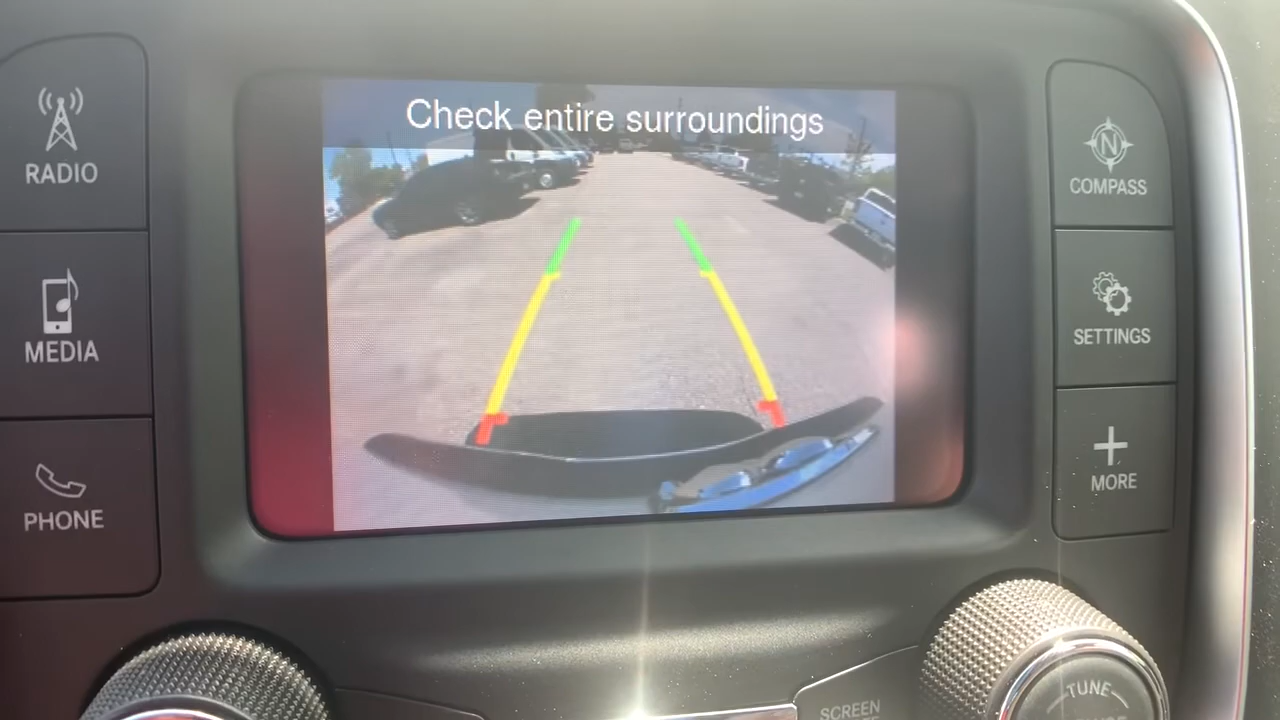 Check entire surroundings
RADIO
MEDIA
PHONE
N
COMPASS
SETTINGS
MORE
TUNE
SCREEN